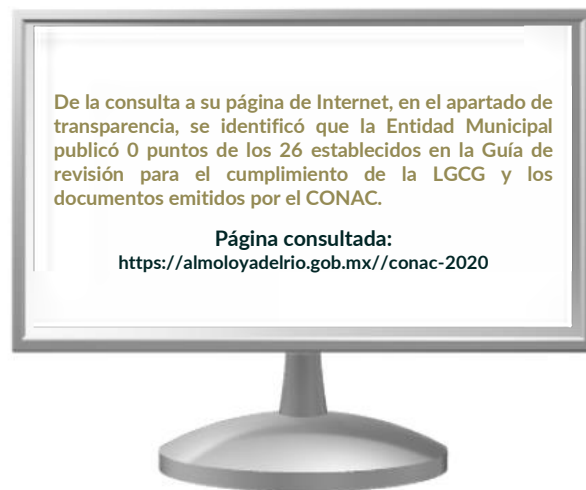 De la consulta a su página de Internet, en el apartado de
transparencia, se identificó que la Entidad Municipal
publicó 0 puntos de los 26 establecidos en la Guía de
revisión para el cumplimiento de la LGCG y los
documentos emitidos por el CONAC.
Página consultada:
https://almoloyadelrio.gob.mx//conac-2020